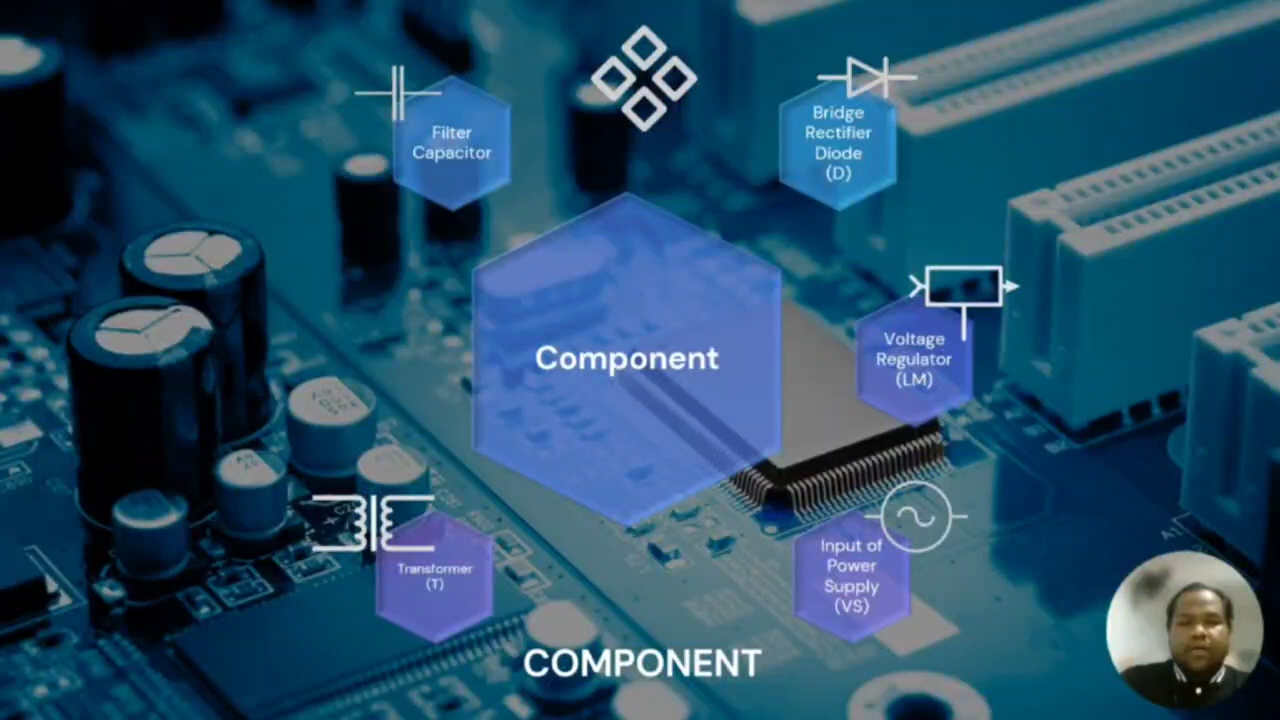 Filter
Capacitor
Bridge
Rectifier
Diode
(D)
Component
Voltage
Regulator
(LM)
Transformer
(T)
Input of
Power
Supply
(VS)
COMPONENT